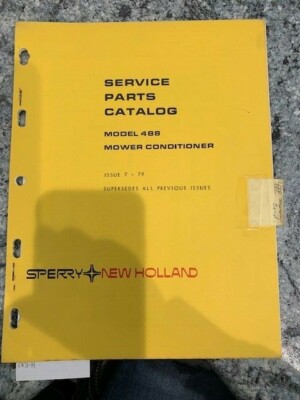 SERVICE
PARTS
CATALOG
MODEL 488
MOWER CONDITIONER
ISSUE 7 - 79
SUPERSEDES ALL PREVIOUS ISSUES
SPERRY NEW HOLLAND